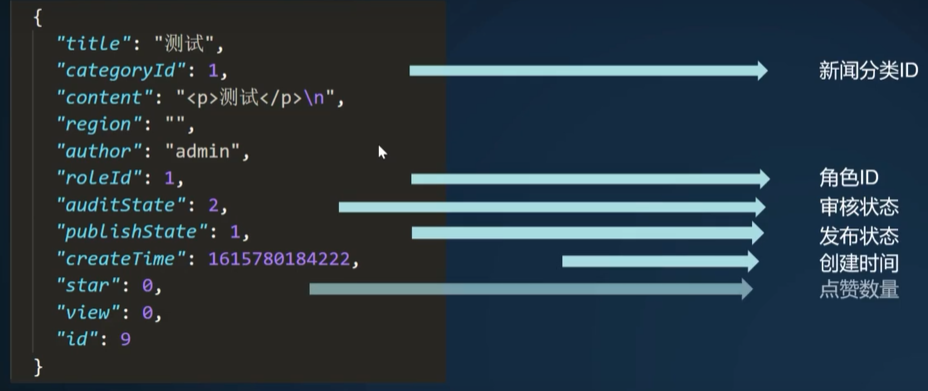 {
"title": "测试",
"categoryId": 1, 新闻分类ID
"content": "<p>测试</p>\n",
"region": "",
"author": "admin",
"roleId": 1, 角色ID
"auditState": 2, 审核状态
"publishState": 1, 发布状态
"createTime": 1615780184222, 创建时间
"star": 0, 点赞数量
"view": 0,
"id": 9
}